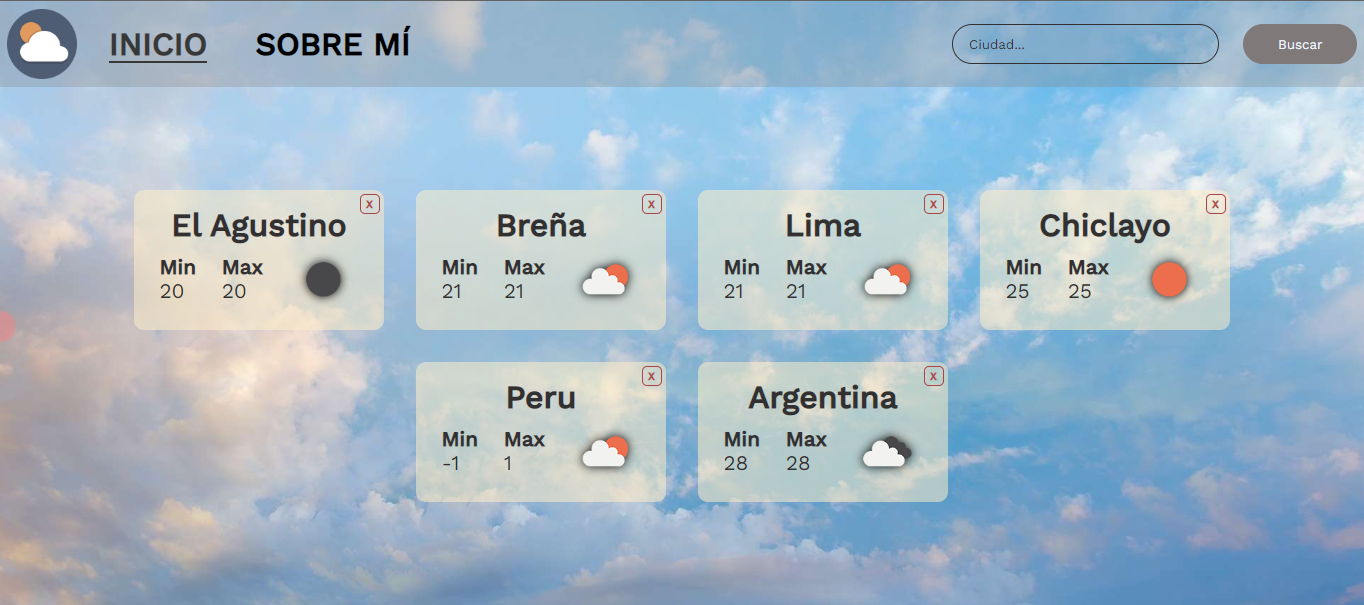 INICIO SOBRE MÍ Ciudad... Buscar
x x x x
El Agustino Breña Lima Chiclayo
Min Max Min Max Min Max Min Max
20 20 21 21 21 21 25 25
x x
Peru Argentina
Min Max Min Max
-1 1 28 28